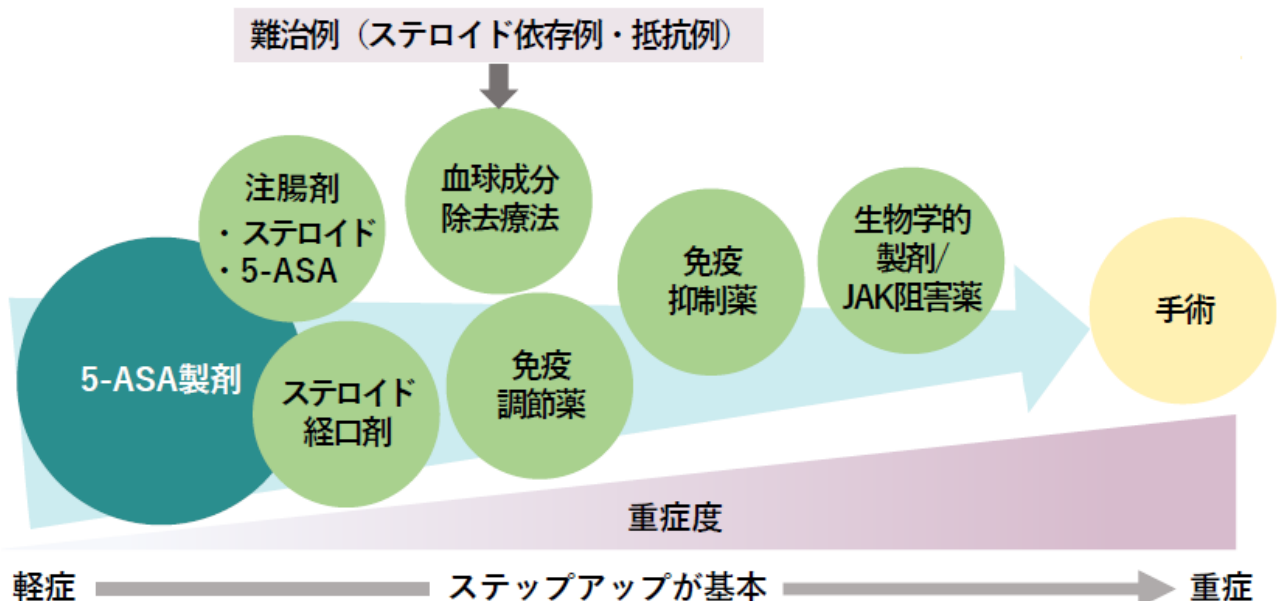 難治例（ステロイド依存例・抵抗例）
注腸剤
・ ステロイド
・5-ASA
血球成分
除去療法
生物学的
製剤/
JAK阻害薬
免疫
抑制薬
手術
5-ASA製剤
ステロイド
経口剤
免疫
調節薬
重症度
軽症
ステップアップが基本
重症